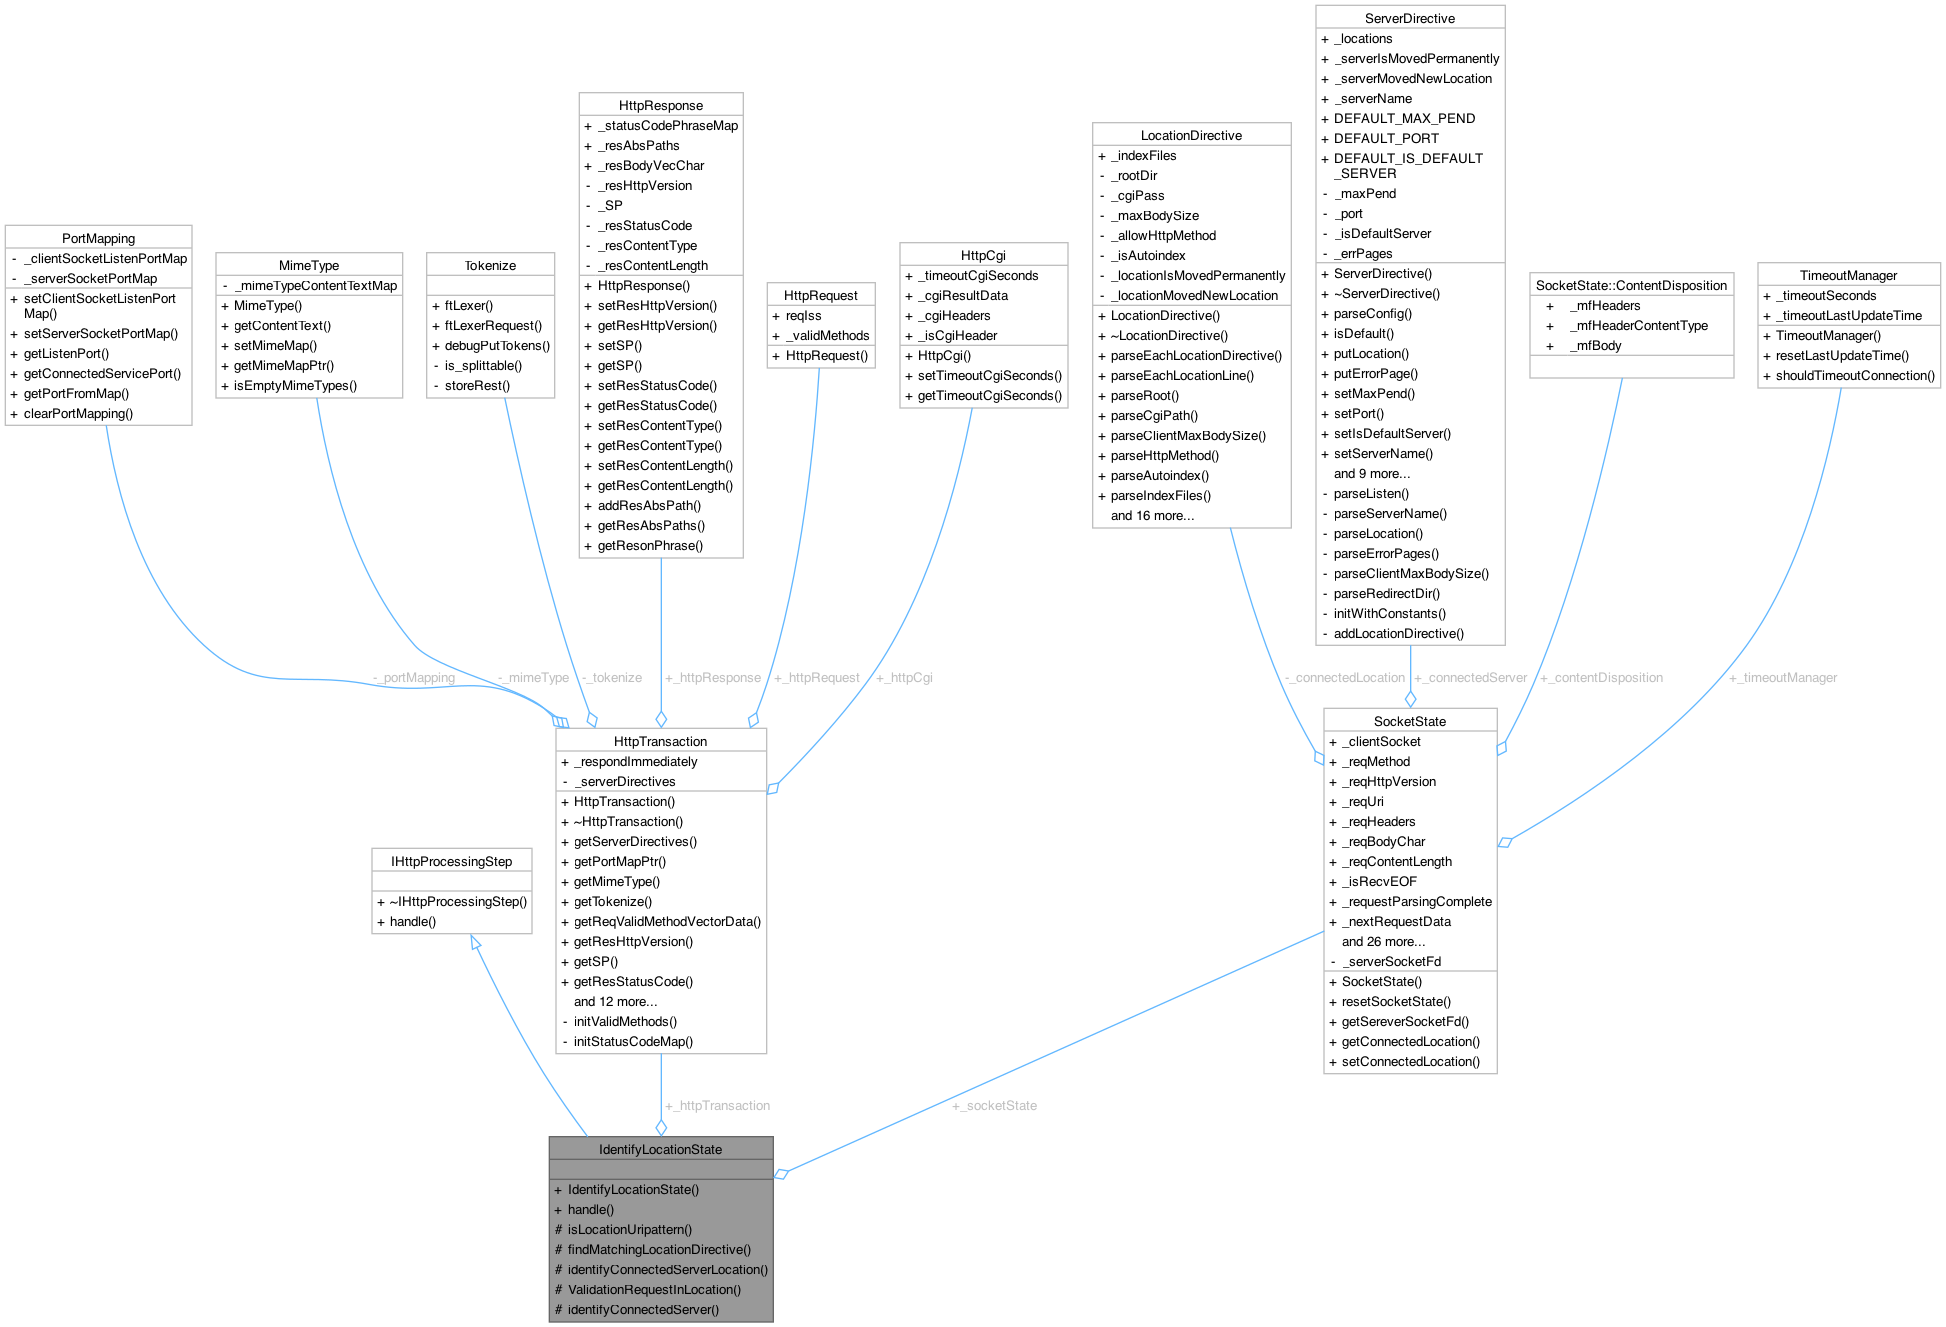 ServerDirective
+ _locations
+ _serverIsMovedPermanently
+ _serverMovedNewLocation
+ _serverName
+ DEFAULT_MAX_PEND
+ DEFAULT_PORT
+ DEFAULT_IS_DEFAULT
_SERVER
- _maxPend
- _port
- _isDefaultServer
- _errPages
+ ServerDirective()
+ ~ServerDirective()
+ parseConfig()
+ isDefault()
+ putLocation()
+ putErrorPage()
+ setMaxPend()
+ setPort()
+ setIsDefaultServer()
+ setServerName()
and 9 more...
- parseListen()
- parseServerName()
- parseLocation()
- parseErrorPages()
- parseClientMaxBodySize()
- parseRedirectDir()
- initWithConstants()
- addLocationDirective()
HttpResponse
+ _statusCodePhraseMap
+ _resAbsPaths
+ _resBodyVecChar
- _resHttpVersion
- _SP
- _resStatusCode
- _resContentType
- _resContentLength
+ HttpResponse()
+ setResHttpVersion()
+ getResHttpVersion()
+ setSP()
+ getSP()
+ setResStatusCode()
+ getResStatusCode()
+ setResContentType()
+ getResContentType()
+ setResContentLength()
+ getResContentLength()
+ addResAbsPath()
+ getResAbsPaths()
+ getResonPhrase()
LocationDirective
+ _indexFiles
- _rootDir
- _cgiPass
- _maxBodySize
- _allowHttpMethod
- _isAutoindex
- _locationIsMovedPermanently
- _locationMovedNewLocation
+ LocationDirective()
+ ~LocationDirective()
+ parseEachLocationDirective()
+ parseEachLocationLine()
+ parseRoot()
+ parseCgiPath()
+ parseClientMaxBodySize()
+ parseHttpMethod()
+ parseAutoindex()
+ parseIndexFiles()
and 16 more...
PortMapping
- _clientSocketListenPortMap
- _serverSocketPortMap
+ setClientSocketListenPort
Map()
+ setServerSocketPortMap()
+ getListenPort()
+ getConnectedServicePort()
+ getPortFromMap()
+ clearPortMapping()
MimeType
- _mimeTypeContentTextMap
+ MimeType()
+ getContentText()
+ setMimeMap()
+ getMimeMapPtr()
+ isEmptyMimeTypes()
Tokenize
+ ftLexer()
+ ftLexerRequest()
+ debugPutTokens()
- is_splittable()
- storeRest()
HttpRequest
+ reqIss
+ _validMethods
+ HttpRequest()
HttpCgi
+ _timeoutCgiSeconds
+ _cgiResultData
+ _cgiHeaders
+ _isCgiHeader
+ HttpCgi()
+ setTimeoutCgiSeconds()
+ getTimeoutCgiSeconds()
SocketState::ContentDisposition
+ _mfHeaders
+ _mfHeaderContentType
+ _mfBody
TimeoutManager
+ _timeoutSeconds
+ _timeoutLastUpdateTime
+ TimeoutManager()
+ resetLastUpdateTime()
+ shouldTimeoutConnection()
-_portMapping
-_mimeType
-_tokenize
+_httpResponse
+_httpRequest
+_httpCgi
-_connectedLocation
+_connectedServer
+_contentDisposition
+_timeoutManager
HttpTransaction
+ _respondImmediately
- _serverDirectives
+ HttpTransaction()
+ ~HttpTransaction()
+ getServerDirectives()
+ getPortMapPtr()
+ getMimeType()
+ getTokenize()
+ getReqValidMethodVectorData()
+ getResHttpVersion()
+ getSP()
+ getResStatusCode()
and 12 more...
- initValidMethods()
- initStatusCodeMap()
SocketState
+ _clientSocket
+ _reqMethod
+ _reqHttpVersion
+ _reqUri
+ _reqHeaders
+ _reqBodyChar
+ _reqContentLength
+ _isRecvEOF
+ _requestParsingComplete
+ _nextRequestData
and 26 more...
- _serverSocketFd
+ SocketState()
+ resetSocketState()
+ getSereverSocketFd()
+ getConnectedLocation()
+ setConnectedLocation()
IHttpProcessingStep
+ ~IHttpProcessingStep()
+ handle()
+_httpTransaction
+_socketState
IdentifyLocationState
+ IdentifyLocationState()
+ handle()
# isLocationUripattern()
# findMatchingLocationDirective()
# identifyConnectedServerLocation()
# ValidationRequestInLocation()
# identifyConnectedServer()